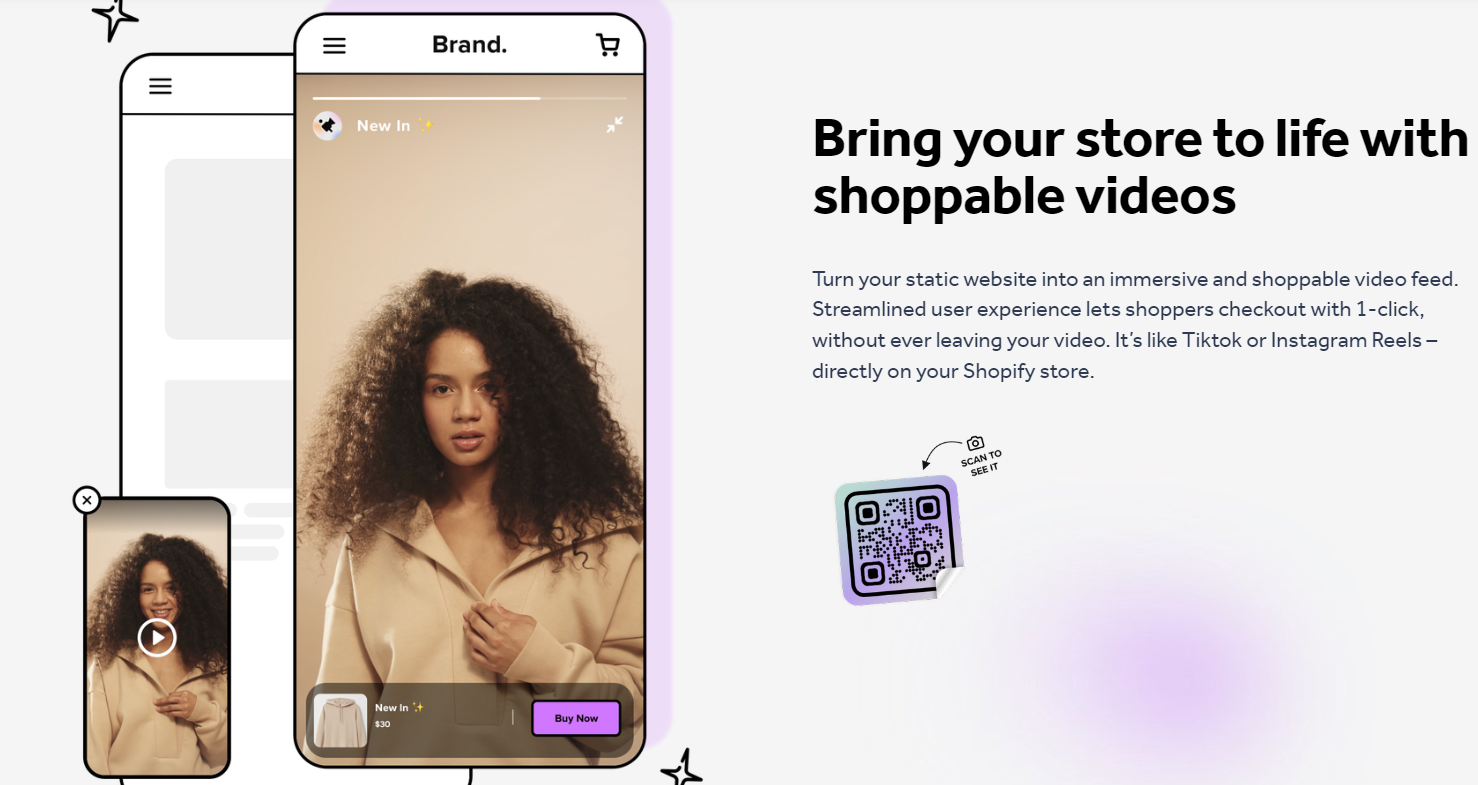 Brand.
New In ✨
New In ✨
$30
Buy Now
Bring your store to life with
shoppable videos
Turn your static website into an immersive and shoppable video feed.
Streamlined user experience lets shoppers checkout with 1-click,
without ever leaving your video. It’s like Tiktok or Instagram Reels –
directly on your Shopify store.
SCAN TO
SEE IT